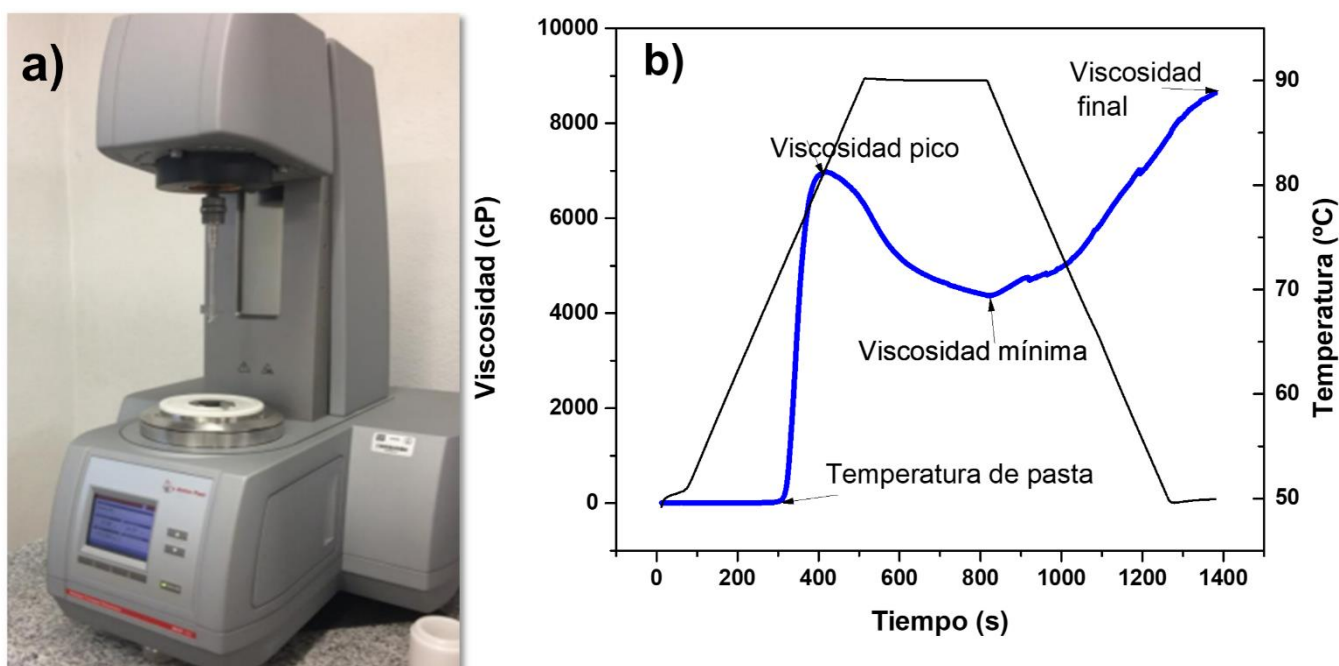 a)
b)
Viscosidad (cP)
10000
8000
6000
4000
2000
0
Viscosidad pico
Viscosidad
final
Viscosidad mínima
Temperatura de pasta
90
80
70
60
50
Temperatura (ºC)
0 200 400 600 800 1000 1200 1400
Tiempo (s)